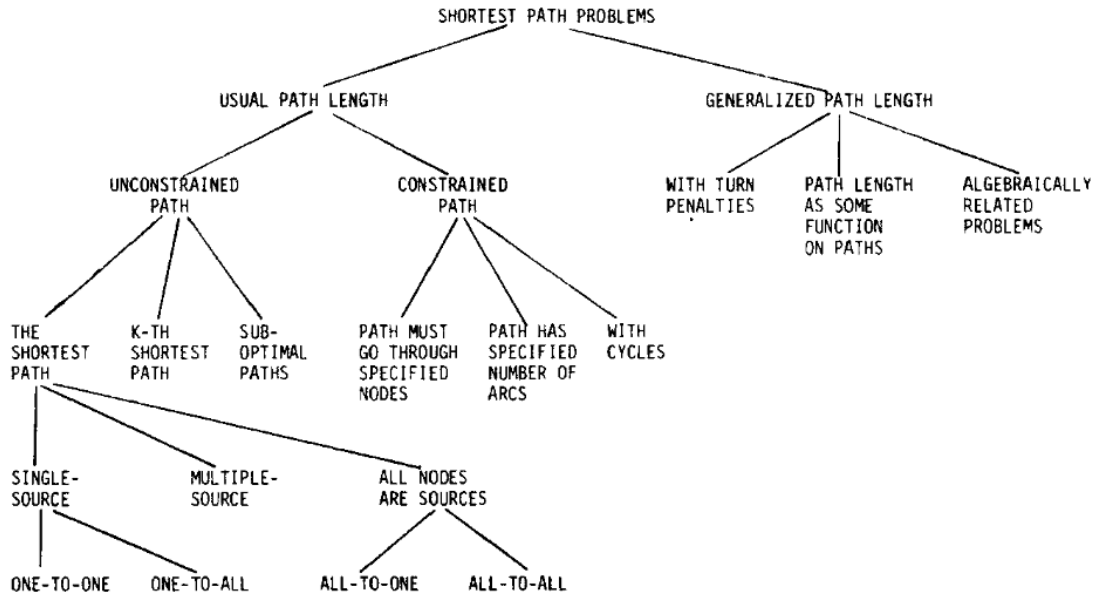 SHORTEST PATH PROBLEMS
USUAL PATH LENGTH
GENERALIZED PATH LENGTH
UNCONSTRAINED
PATH
CONSTRAINED
PATH
WITH TURN
PENALTIES
PATH LENGTH
AS SOME
FUNCTION
ON PATHS
ALGEBRAICALLY
RELATED
PROBLEMS
THE
SHORTEST
PATH
K-TH
SHORTEST
PATH
SUB-
OPTIMAL
PATHS
PATH MUST
GO THROUGH
SPECIFIED
NODES
PATH HAS
SPECIFIED
NUMBER OF
ARCS
WITH
CYCLES
SINGLE-
SOURCE
MULTIPLE-
SOURCE
ALL NODES
ARE SOURCES
ONE-TO-ONE
ONE-TO-ALL
ALL-TO-ONE
ALL-TO-ALL